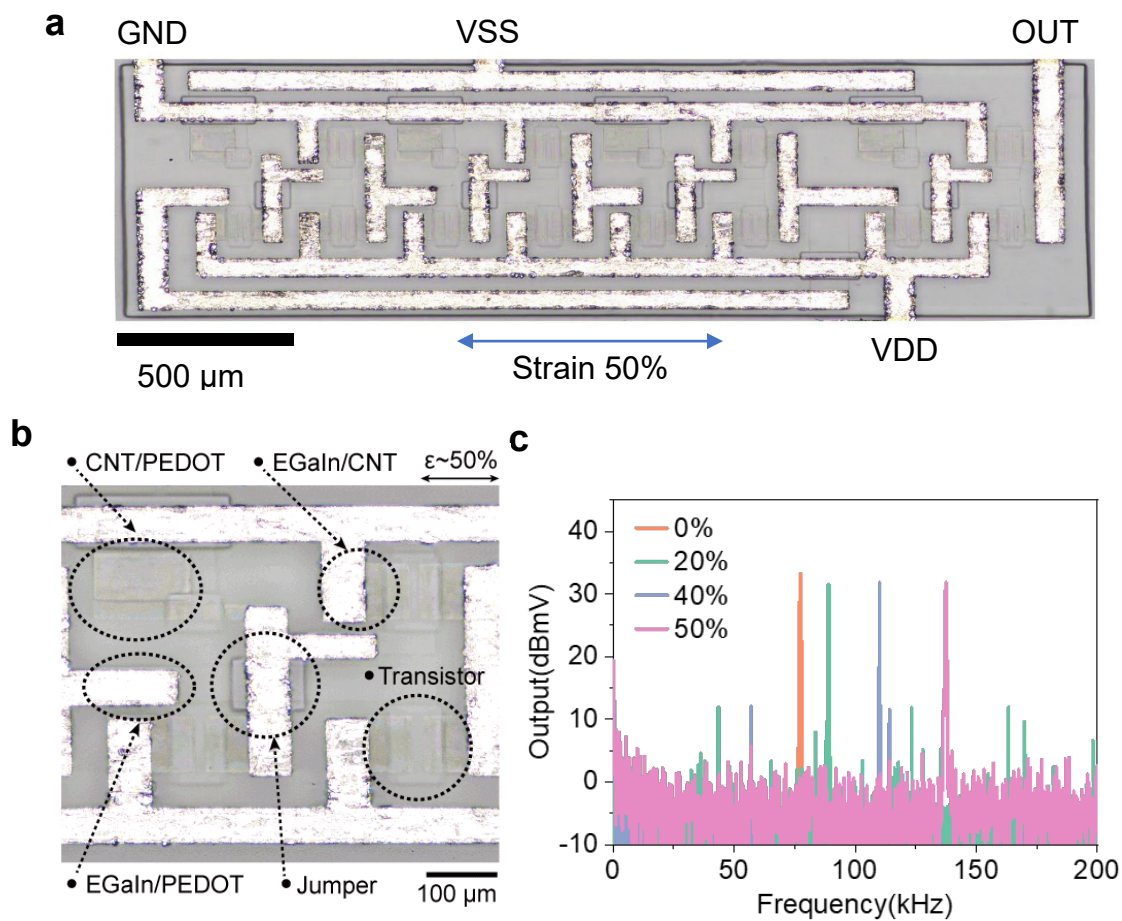 a
GND VSS OUT
500 μm
Strain 50%
VDD
b
• CNT/PEDOT • EGaIn/CNT ε~50%
• Transistor
• EGaIn/PEDOT • Jumper 100 μm
c
Output(dBmV)
40
30
20
10
0
-10
0%
20%
40%
50%
0 50 100 150 200
Frequency(kHz)